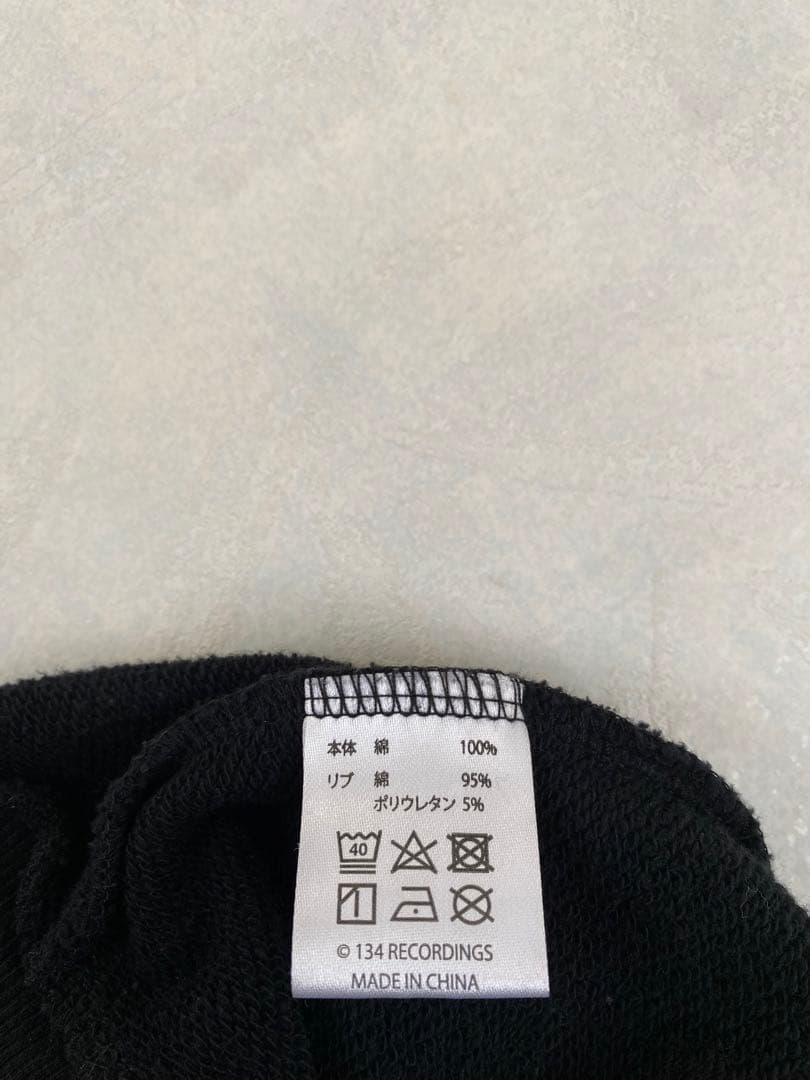 本体 綿 100%
リブ 綿 95%
ポリウレタン 5%
40
© 134 RECORDINGS
MADE IN CHINA